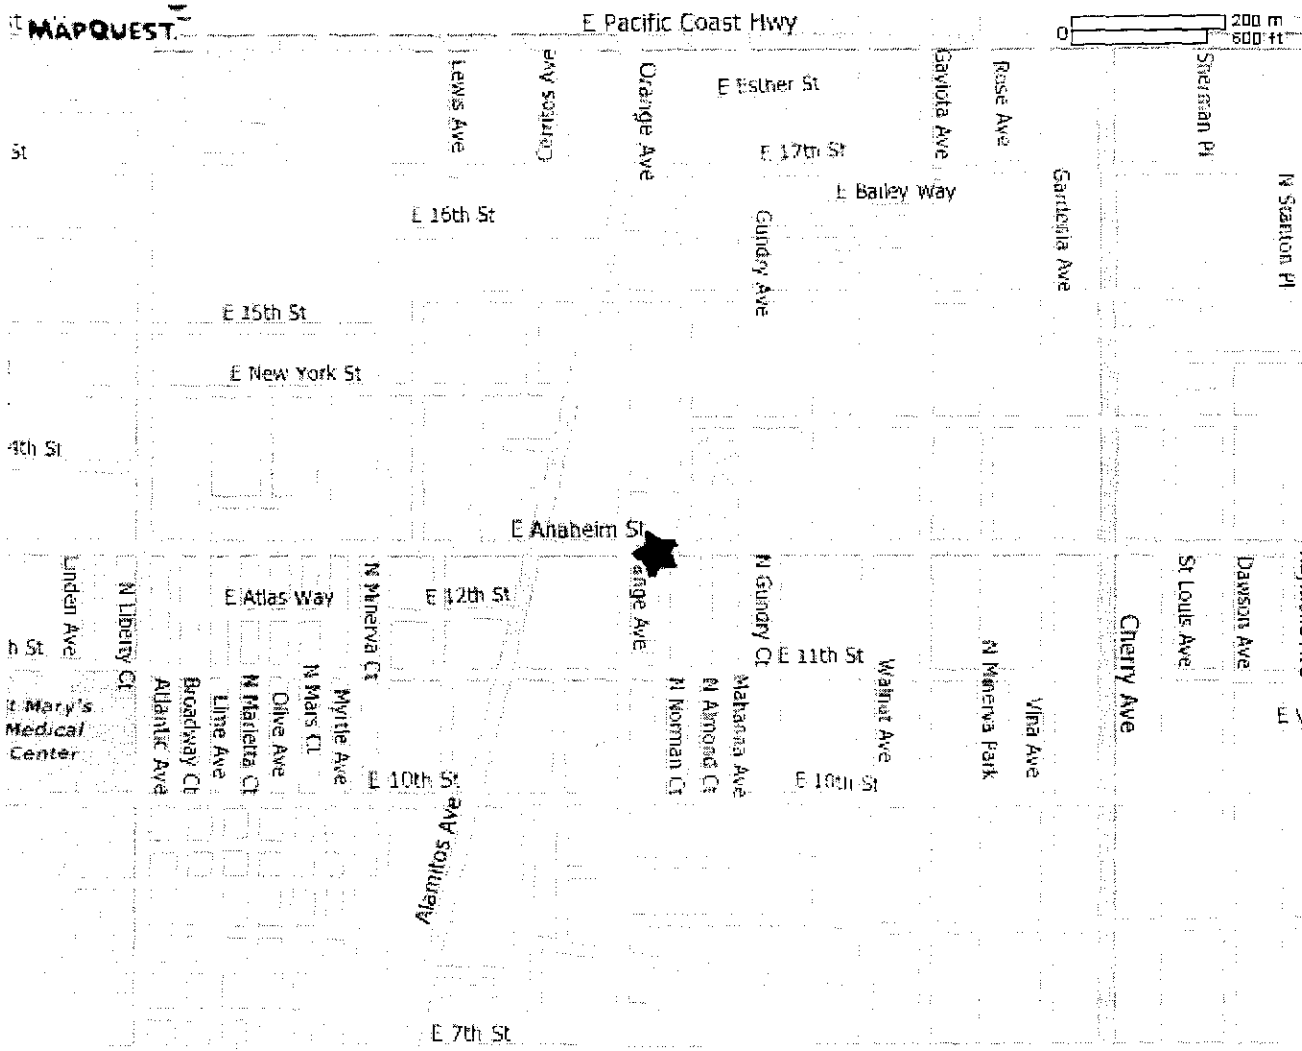 st MAPQUEST.
E Pacific Coast Hwy
0
200 m
600 ft
Lewis Ave
Cerritos Ave
Orange Ave
E Esther St
Gaviota Ave
Rose Ave
Sherman Pl
St
E 17th St
E Bailey Way
Gardenia Ave
N Stanton Pl
E 16th St
Gundry Ave
E 15th St
E New York St
4th St
E Anaheim St
ange Ave
Linden Ave
N Liberty Ct
E Atlas Way
N Minerva Ct
E 12th St
N Gundry Ct
St Louis Ave
Dawson Ave
Cherry Ave
h St
E 11th St
Walnut Ave
N Minerva Park
Vina Ave
t Mary's
Medical
Center
Atlantic Ave
Broadway Ct
Lime Ave
N Marietta Ct
Olive Ave
N Mars Ct
Myrtle Ave
N Norman Ct
N Almond Ct
Mahanna Ave
E 10th St
E 10th St
Alamitos Ave
E 7th St